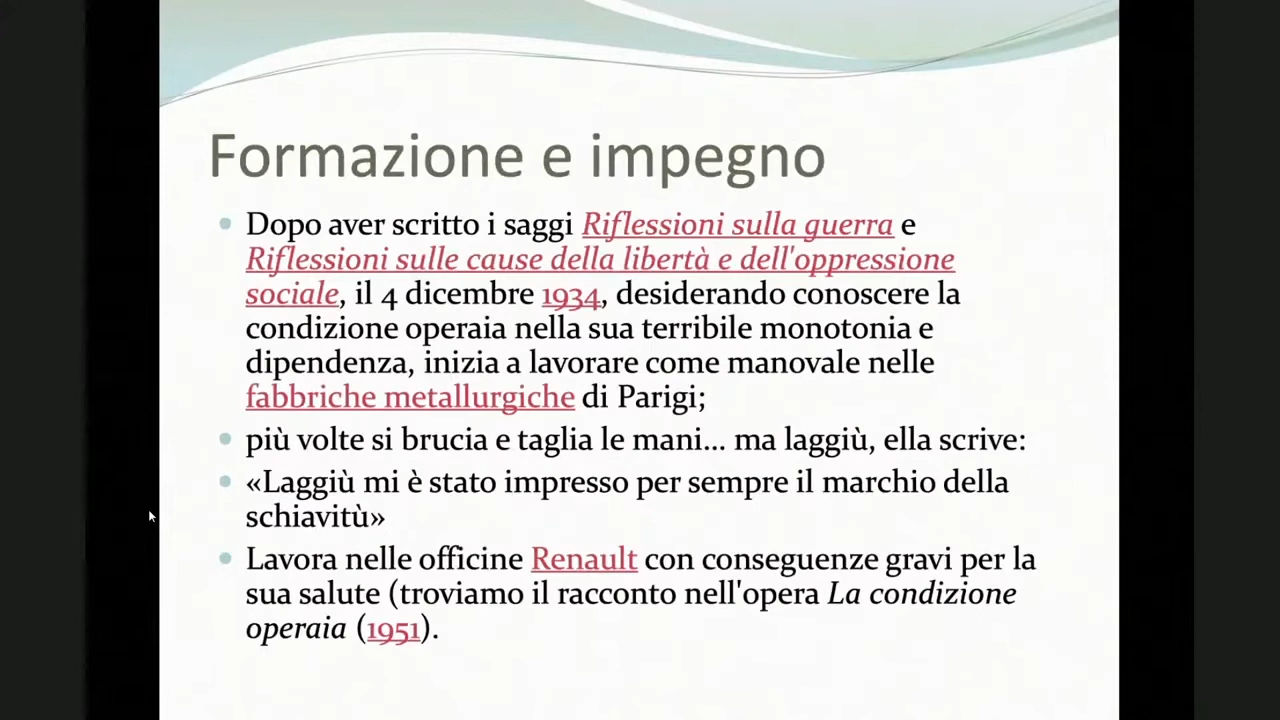 Formazione e impegno
Dopo aver scritto i saggi Riflessioni sulla guerra e
Riflessioni sulle cause della libertà e dell'oppressione
sociale, il 4 dicembre 1934, desiderando conoscere la
condizione operaia nella sua terribile monotonia e
dipendenza, inizia a lavorare come manovale nelle
fabbriche metallurgiche di Parigi;
più volte si brucia e taglia le mani... ma laggiù, ella scrive:
«Laggiù mi è stato impresso per sempre il marchio della
schiavitù»
Lavora nelle officine Renault con conseguenze gravi per la
sua salute (troviamo il racconto nell'opera La condizione
operaia (1951).